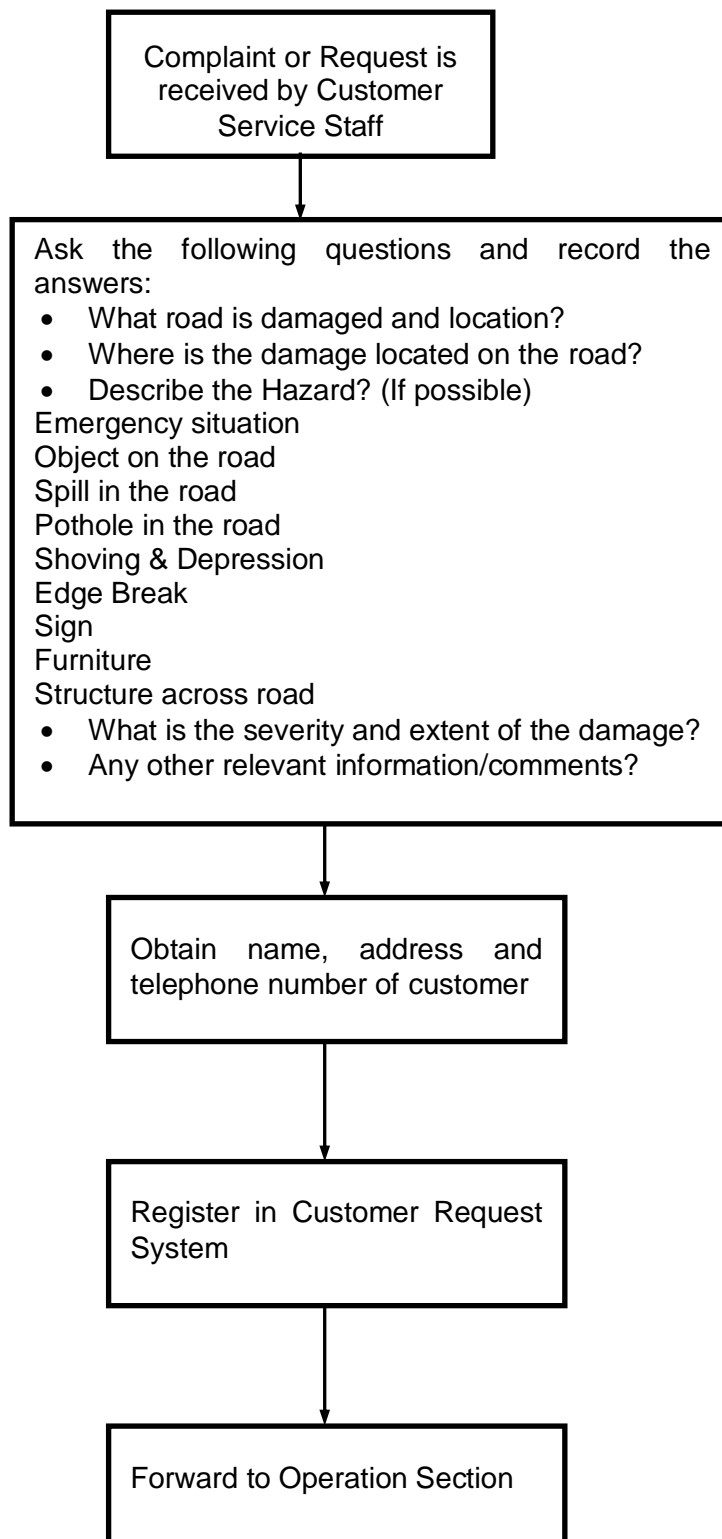 Complaint or Request is
received by Customer
Service Staff
Ask the following questions and record the
answers:
• What road is damaged and location?
• Where is the damage located on the road?
• Describe the Hazard? (If possible)
Emergency situation
Object on the road
Spill in the road
Pothole in the road
Shoving & Depression
Edge Break
Sign
Furniture
Structure across road
• What is the severity and extent of the damage?
• Any other relevant information/comments?
Obtain name, address and
telephone number of customer
Register in Customer Request
System
Forward to Operation Section